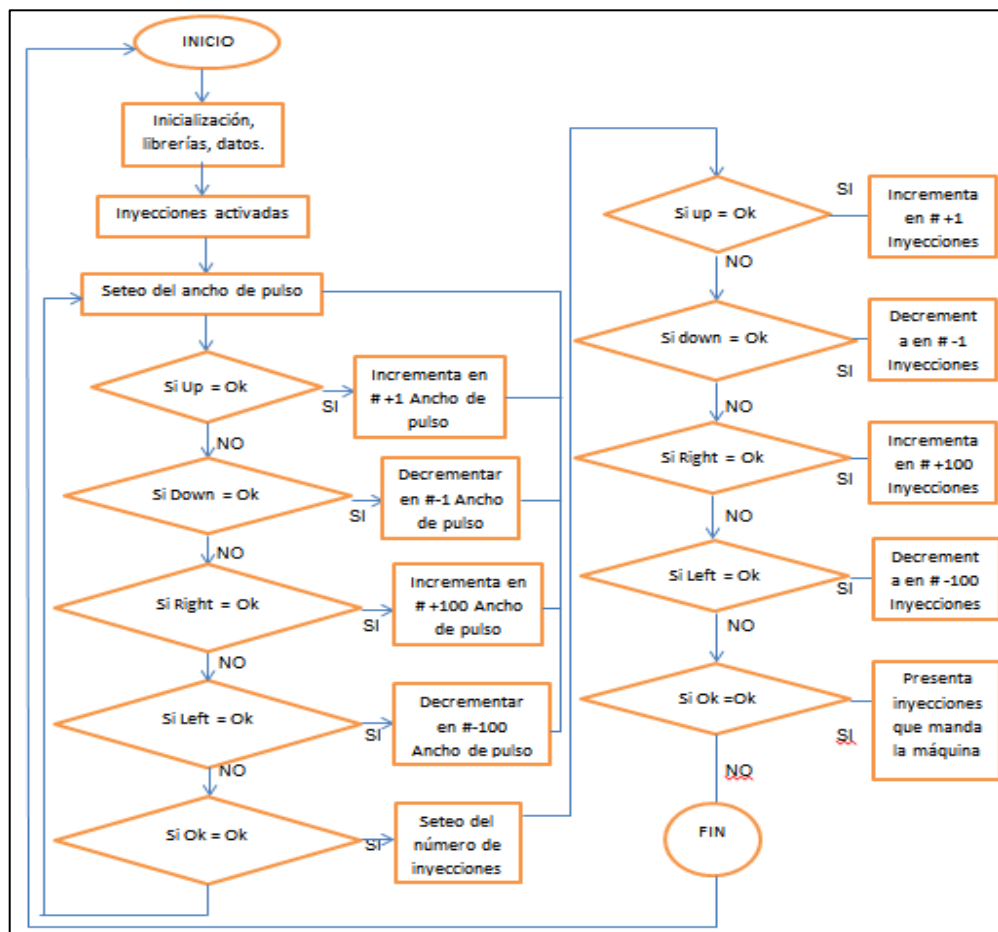 INICIO
Inicialización,
librerías, datos.
Inyecciones activadas
Seteo del ancho de pulso
Si Up = Ok
SI
Incrementa en
# +1 Ancho de
pulso
NO
Si Down = Ok
SI
Decrementar
en #-1 Ancho
de pulso
NO
Si Right = Ok
SI
Incrementa en
# +100 Ancho
de pulso
NO
Si Left = Ok
SI
Decrementar
en #-100
Ancho de pulso
NO
Si Ok = Ok
SI
Seteo del
número de
inyecciones
Si up = Ok
SI
Incrementa
en # +1
Inyecciones
NO
Si down = Ok
SI
Decrement
a en # -1
Inyecciones
NO
Si Right = Ok
SI
Incrementa
en # +100
Inyecciones
NO
Si Left = Ok
SI
Decrement
a en # -100
Inyecciones
NO
Si Ok =Ok
SI
Presenta
inyecciones
que manda
la máquina
NO
FIN